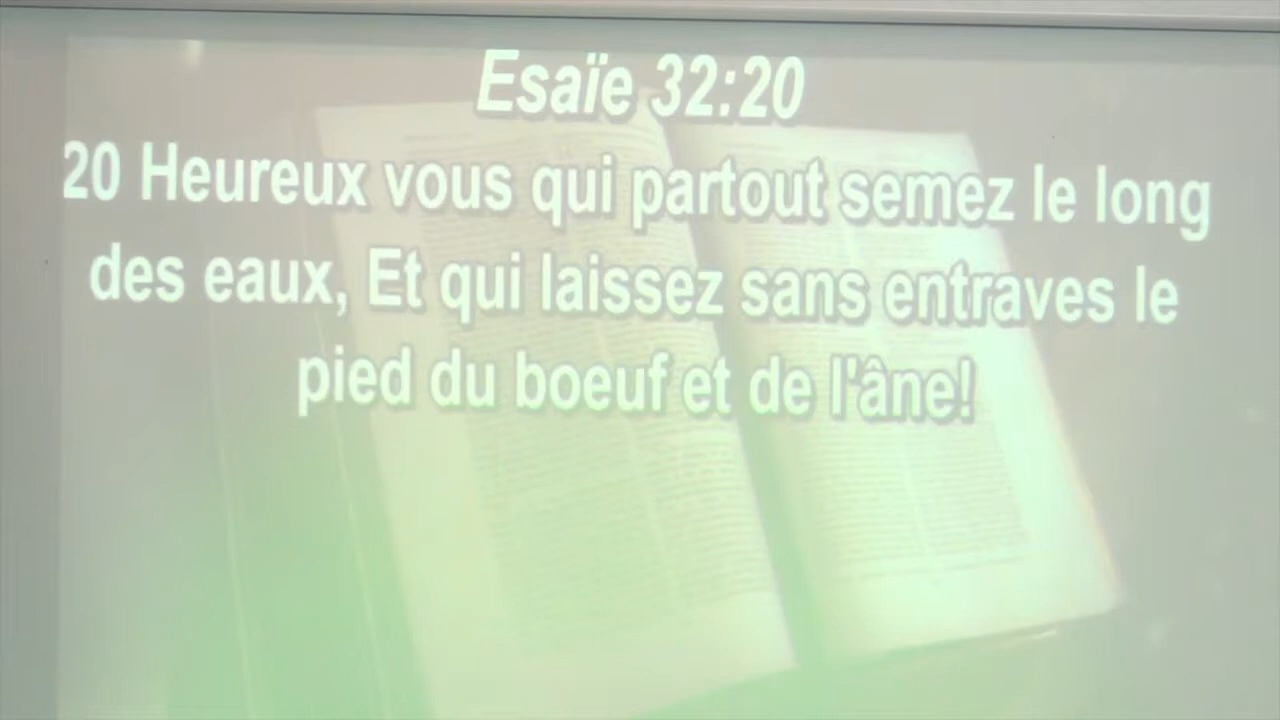 Esaïe 32:20
20 Heureux vous qui partout semez le long
des eaux, Et qui laissez sans entraves le
pied du boeuf et de l'âne!